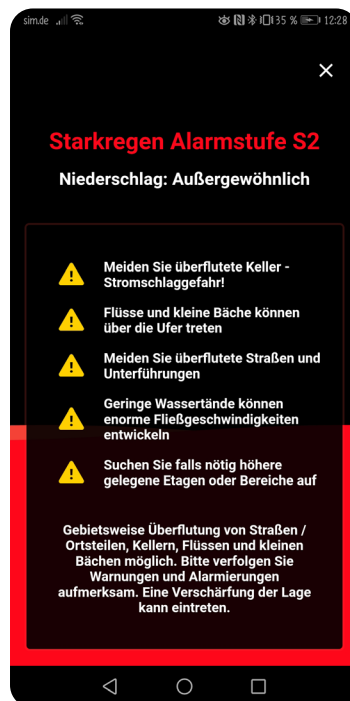 sim.de 35 % 12:28
Starkregen Alarmstufe S2
Niederschlag: Außergewöhnlich
Meiden Sie überflutete Keller -
Stromschlaggefahr!
Flüsse und kleine Bäche können
über die Ufer treten
Meiden Sie überflutete Straßen und
Unterführungen
Geringe Wassertände können
enorme Fließgeschwindigkeiten
entwickeln
Suchen Sie falls nötig höhere
gelegene Etagen oder Bereiche auf
Gebietsweise Überflutung von Straßen /
Ortsteilen, Kellern, Flüssen und kleinen
Bächen möglich. Bitte verfolgen Sie
Warnungen und Alarmierungen
aufmerksam. Eine Verschärfung der Lage
kann eintreten.